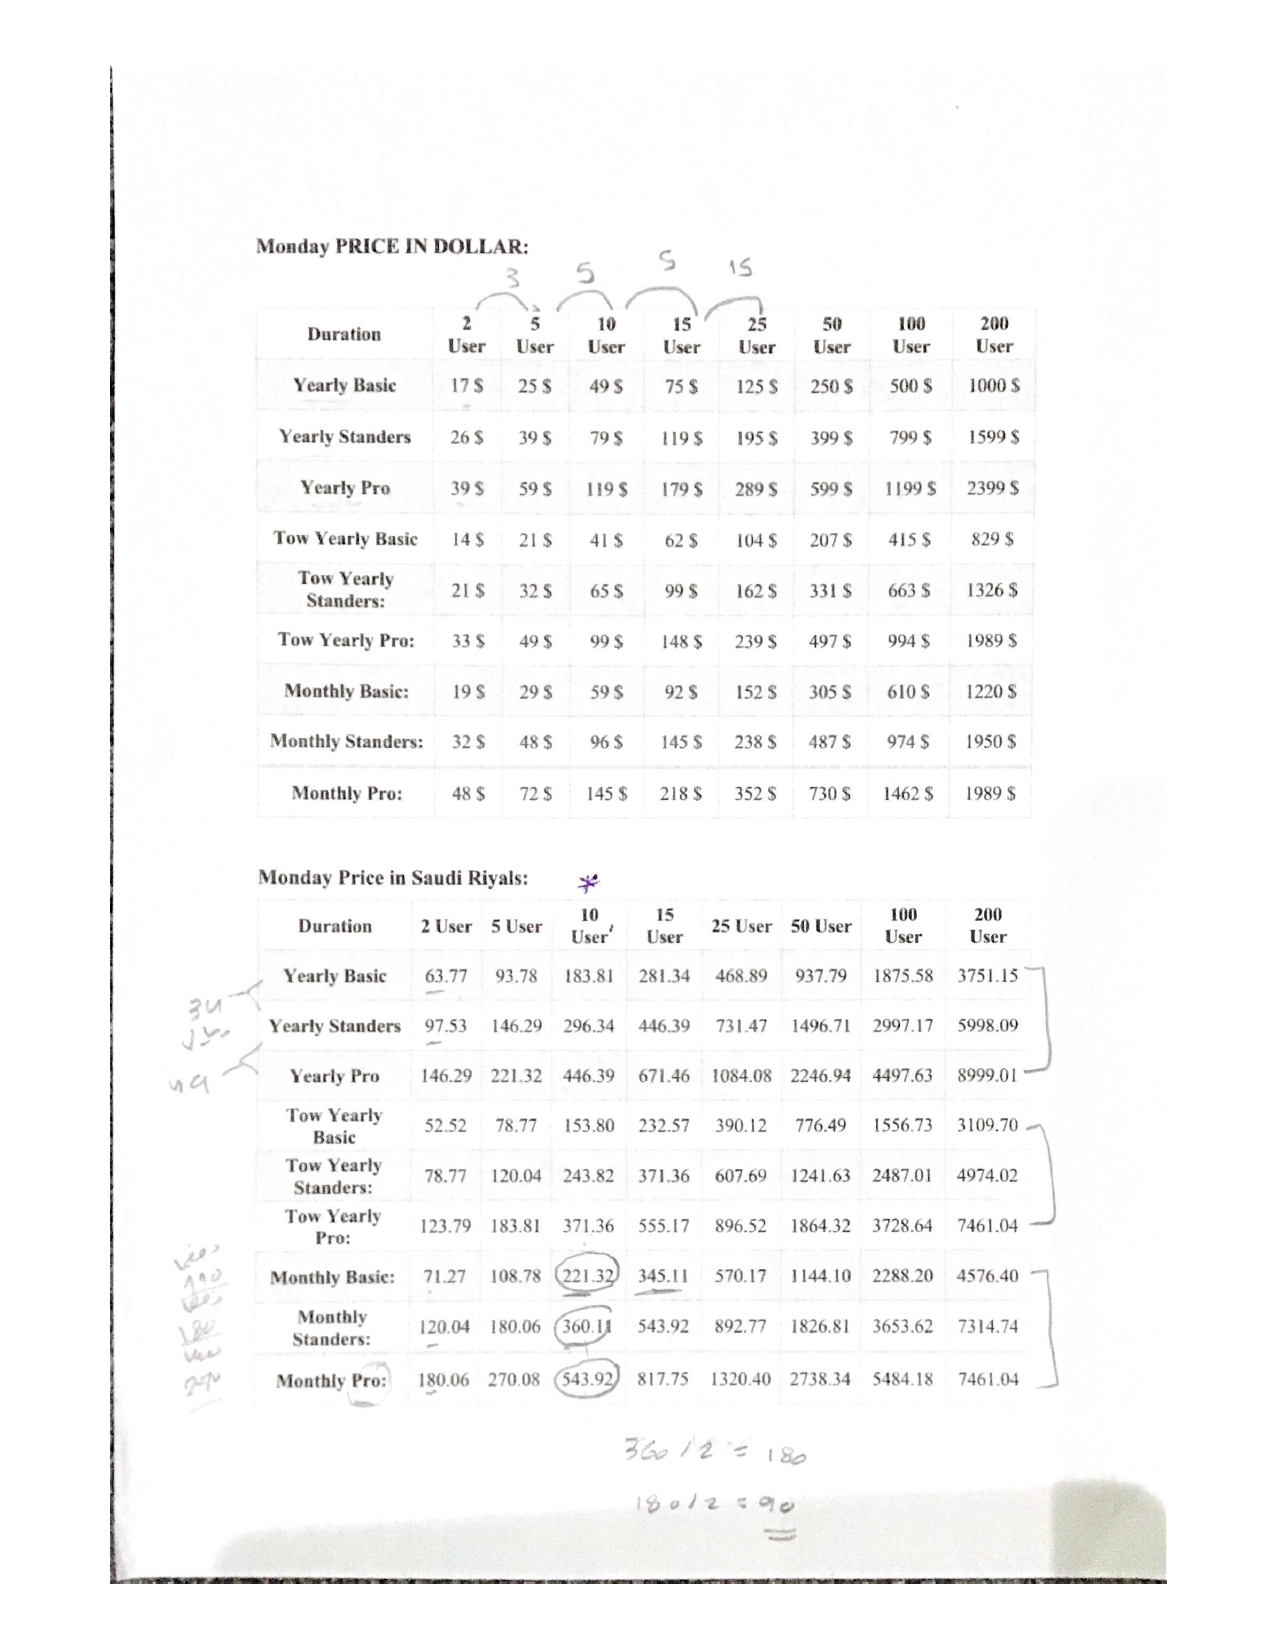 Monday PRICE IN DOLLAR:
3 5 5 15
Duration 2 User 5 User 10 User 15 User 25 User 50 User 100 User 200 User
Yearly Basic 17 $ 25 $ 49 $ 75 $ 125 $ 250 $ 500 $ 1000 $
Yearly Standers 26 $ 39 $ 79 $ 119 $ 195 $ 399 $ 799 $ 1599 $
Yearly Pro 39 $ 59 $ 119 $ 179 $ 289 $ 599 $ 1199 $ 2399 $
Tow Yearly Basic 14 $ 21 $ 41 $ 62 $ 104 $ 207 $ 415 $ 829 $
Tow Yearly Standers: 21 $ 32 $ 65 $ 99 $ 162 $ 331 $ 663 $ 1326 $
Tow Yearly Pro: 33 $ 49 $ 99 $ 148 $ 239 $ 497 $ 994 $ 1989 $
Monthly Basic: 19 $ 29 $ 59 $ 92 $ 152 $ 305 $ 610 $ 1220 $
Monthly Standers: 32 $ 48 $ 96 $ 145 $ 238 $ 487 $ 974 $ 1950 $
Monthly Pro: 48 $ 72 $ 145 $ 218 $ 352 $ 730 $ 1462 $ 1989 $
Monday Price in Saudi Riyals: *
Duration 2 User 5 User 10 User 15 User 25 User 50 User 100 User 200 User
Yearly Basic 63.77 93.78 183.81 281.34 468.89 937.79 1875.58 3751.15
34
Yearly Standers 97.53 146.29 296.34 446.39 731.47 1496.71 2997.17 5998.09
49
Yearly Pro 146.29 221.32 446.39 671.46 1084.08 2246.94 4497.63 8999.01
Tow Yearly Basic 52.52 78.77 153.80 232.57 390.12 776.49 1556.73 3109.70
Tow Yearly Standers: 78.77 120.04 243.82 371.36 607.69 1241.63 2487.01 4974.02
Tow Yearly Pro: 123.79 183.81 371.36 555.17 896.52 1864.32 3728.64 7461.04
Monthly Basic: 71.27 108.78 221.32 345.11 570.17 1144.10 2288.20 4576.40
180 Monthly Standers: 120.04 180.06 360.11 543.92 892.77 1826.81 3653.62 7314.74
Monthly Pro: 180.06 270.08 543.92 817.75 1320.40 2738.34 5484.18 7461.04
360 / 2 = 180
180 / 2 = 90